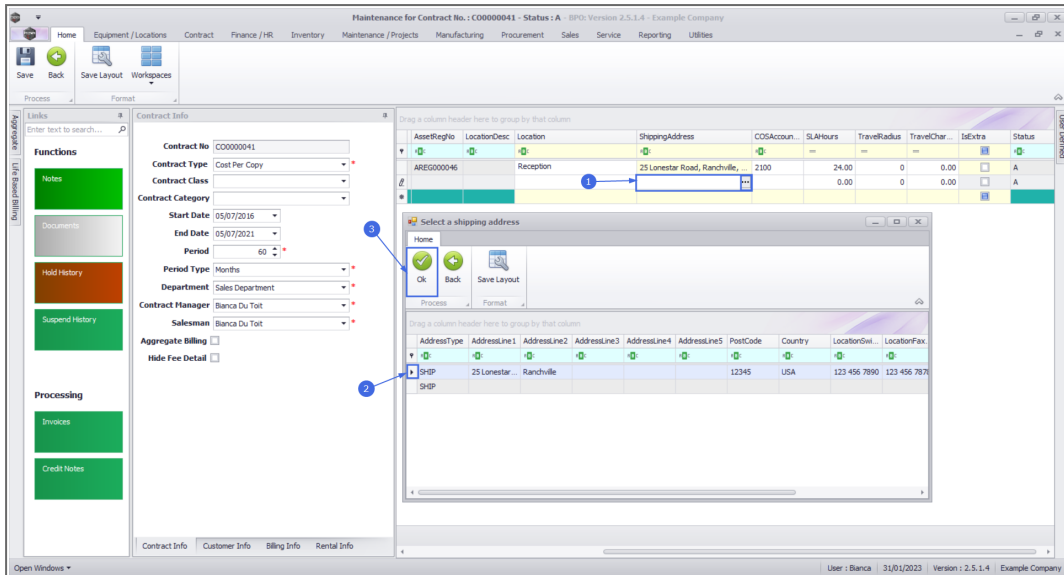 Maintenance for Contract No. : CO0000041 - Status : A - BPO: Version 2.5.1.4 - Example Company
Home Equipment / Locations Contract Finance / HR Inventory Maintenance / Projects Manufacturing Procurement Sales Service Reporting Utilities
Save Back Save Layout Workspaces
Process Format
Aggregate
Life Based Billing
Links
Enter text to search...
Functions
Notes
Documents
Hold History
Suspend History
Processing
Invoices
Credit Notes
Contract Info
Contract No CO0000041
Contract Type Cost Per Copy *
Contract Class
Contract Category
Start Date 05/07/2016
End Date 05/07/2021
Period 60 *
Period Type Months *
Department Sales Department *
Contract Manager Bianca Du Toit *
Salesman Bianca Du Toit *
Aggregate Billing
Hide Fee Detail
Contract Info Customer Info Billing Info Rental Info
Drag a column header here to group by that column
AssetRegNo LocationDesc Location ShippingAddress COSAccoun... SLAHours TravelRadius TravelChar... IsExtra Status
AREG000046 Reception 25 Lonestar Road, Ranchville, ... 2100 24.00 0 0.00 A
1 ... 0.00 0 0.00 A
User Defined
Select a shipping address
3
Home
Ok Back Save Layout
Process Format
Drag a column header here to group by that column
AddressType AddressLine1 AddressLine2 AddressLine3 AddressLine4 AddressLine5 PostCode Country LocationSwi... LocationFax.
2
SHIP 25 Lonestar... Ranchville 12345 USA 123 456 7890 123 456 787
SHIP
Open Windows
User : Bianca 31/01/2023 Version : 2.5.1.4 Example Company